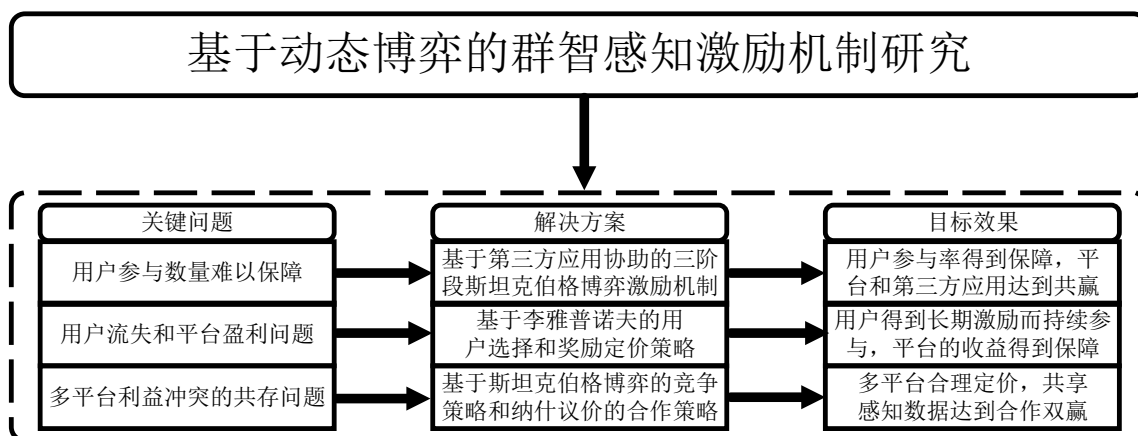 基于动态博弈的群智感知激励机制研究
关键问题
解决方案
目标效果
用户参与数量难以保障
基于第三方应用协助的三阶
段斯坦克伯格博弈激励机制
用户参与率得到保障，平
台和第三方应用达到共赢
用户流失和平台盈利问题
基于李雅普诺夫的用
户选择和奖励定价策略
用户得到长期激励而持续参
与，平台的收益得到保障
多平台利益冲突的共存问题
基于斯坦克伯格博弈的竞争
策略和纳什议价的合作策略
多平台合理定价，共享
感知数据达到合作双赢